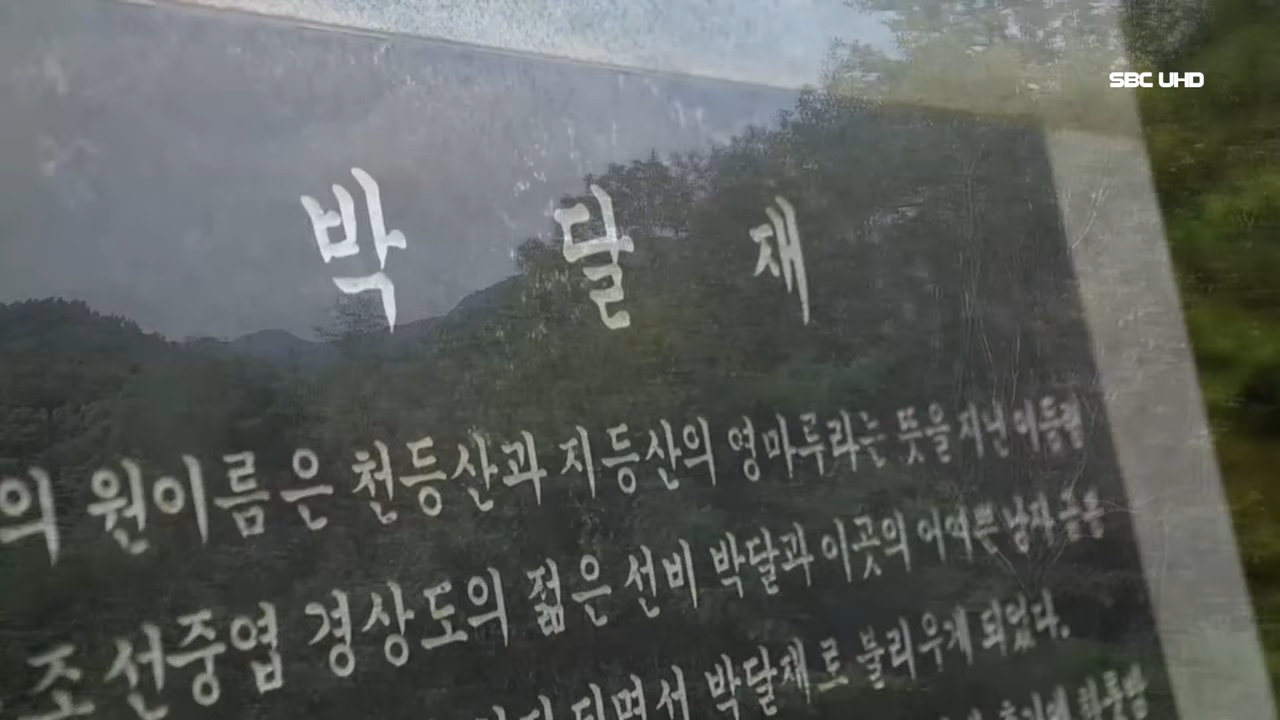 SBC UHD
박 달 재
의 원이름은 천등산과 지등산의 영마루라는 뜻을 지닌 이등령
조선중엽 경상도의 젊은 선비 박달과 이곳의 어여쁜 낭자 금봉
되면서 박달재로 불리우게 되었다.